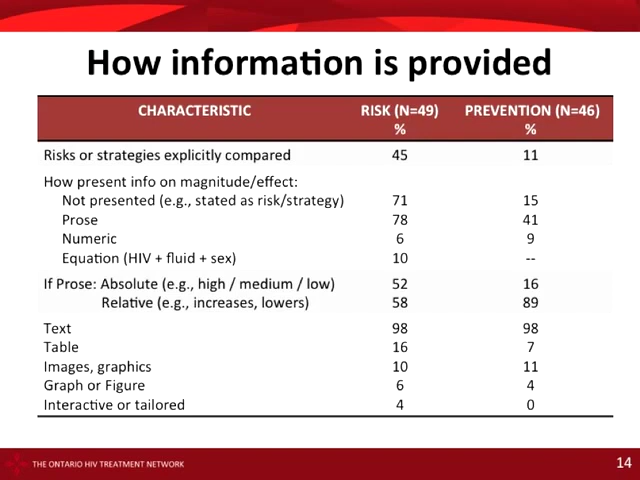 How information is provided
CHARACTERISTIC RISK (N=49) PREVENTION (N=46)
% %
Risks or strategies explicitly compared 45 11
How present info on magnitude/effect:
Not presented (e.g., stated as risk/strategy) 71 15
Prose 78 41
Numeric 6 9
Equation (HIV + fluid + sex) 10 --
If Prose: Absolute (e.g., high / medium / low) 52 16
Relative (e.g., increases, lowers) 58 89
Text 98 98
Table 16 7
Images, graphics 10 11
Graph or Figure 6 4
Interactive or tailored 4 0
THE ONTARIO HIV TREATMENT NETWORK 14